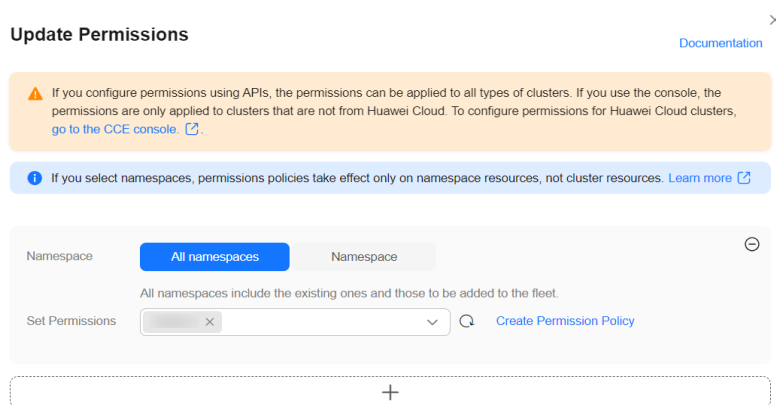 Update Permissions
Documentation
If you configure permissions using APIs, the permissions can be applied to all types of clusters. If you use the console, the
permissions are only applied to clusters that are not from Huawei Cloud. To configure permissions for Huawei Cloud clusters,
go to the CCE console.
If you select namespaces, permissions policies take effect only on namespace resources, not cluster resources. Learn more
Namespace All namespaces Namespace
All namespaces include the existing ones and those to be added to the fleet.
Set Permissions Create Permission Policy